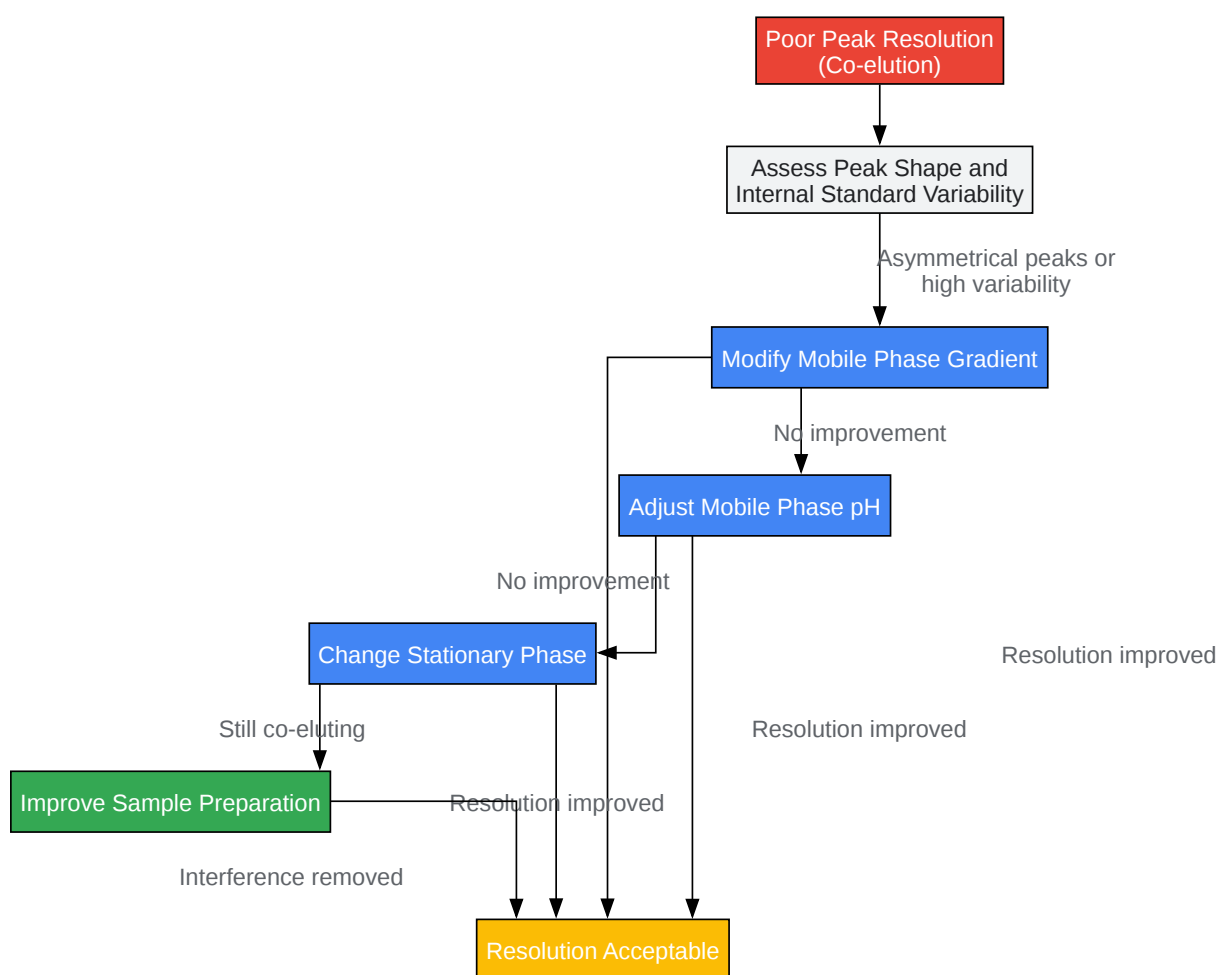 Poor Peak Resolution
(Co-elution)
Assess Peak Shape and
Internal Standard Variability
Asymmetrical peaks or
high variability
Modify Mobile Phase Gradient
No improvement
Adjust Mobile Phase pH
No improvement
Change Stationary Phase
Resolution improved
Still co-eluting
Resolution improved
Improve Sample Preparation
Resolution improved
Interference removed
Resolution Acceptable